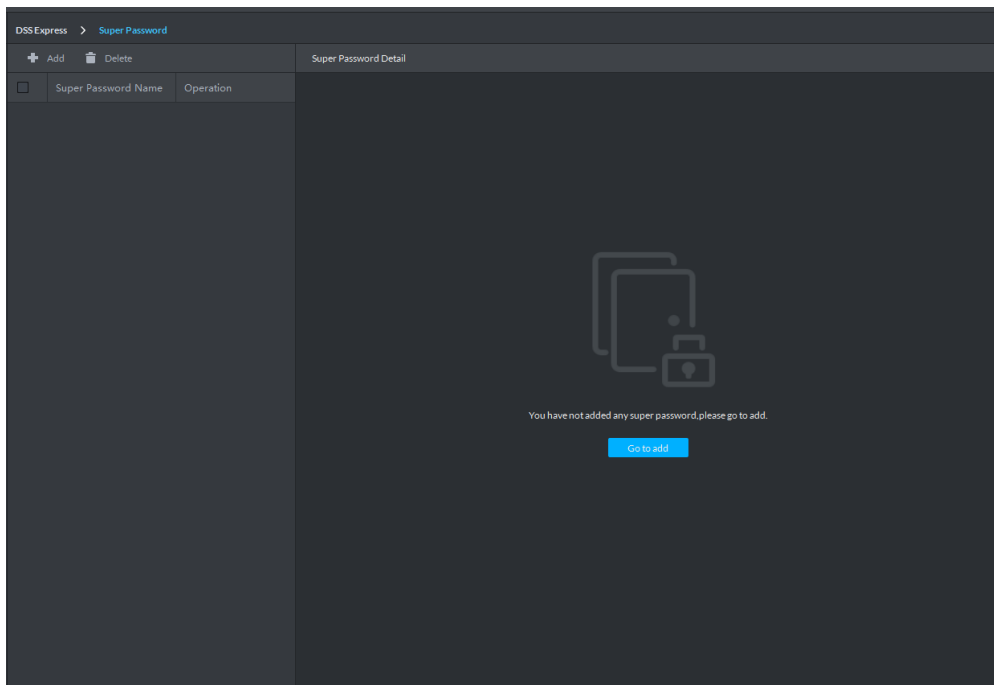 DSS Express > Super Password
Add Delete
Super Password Detail
Super Password Name Operation
You have not added any super password,please go to add.
Go to add